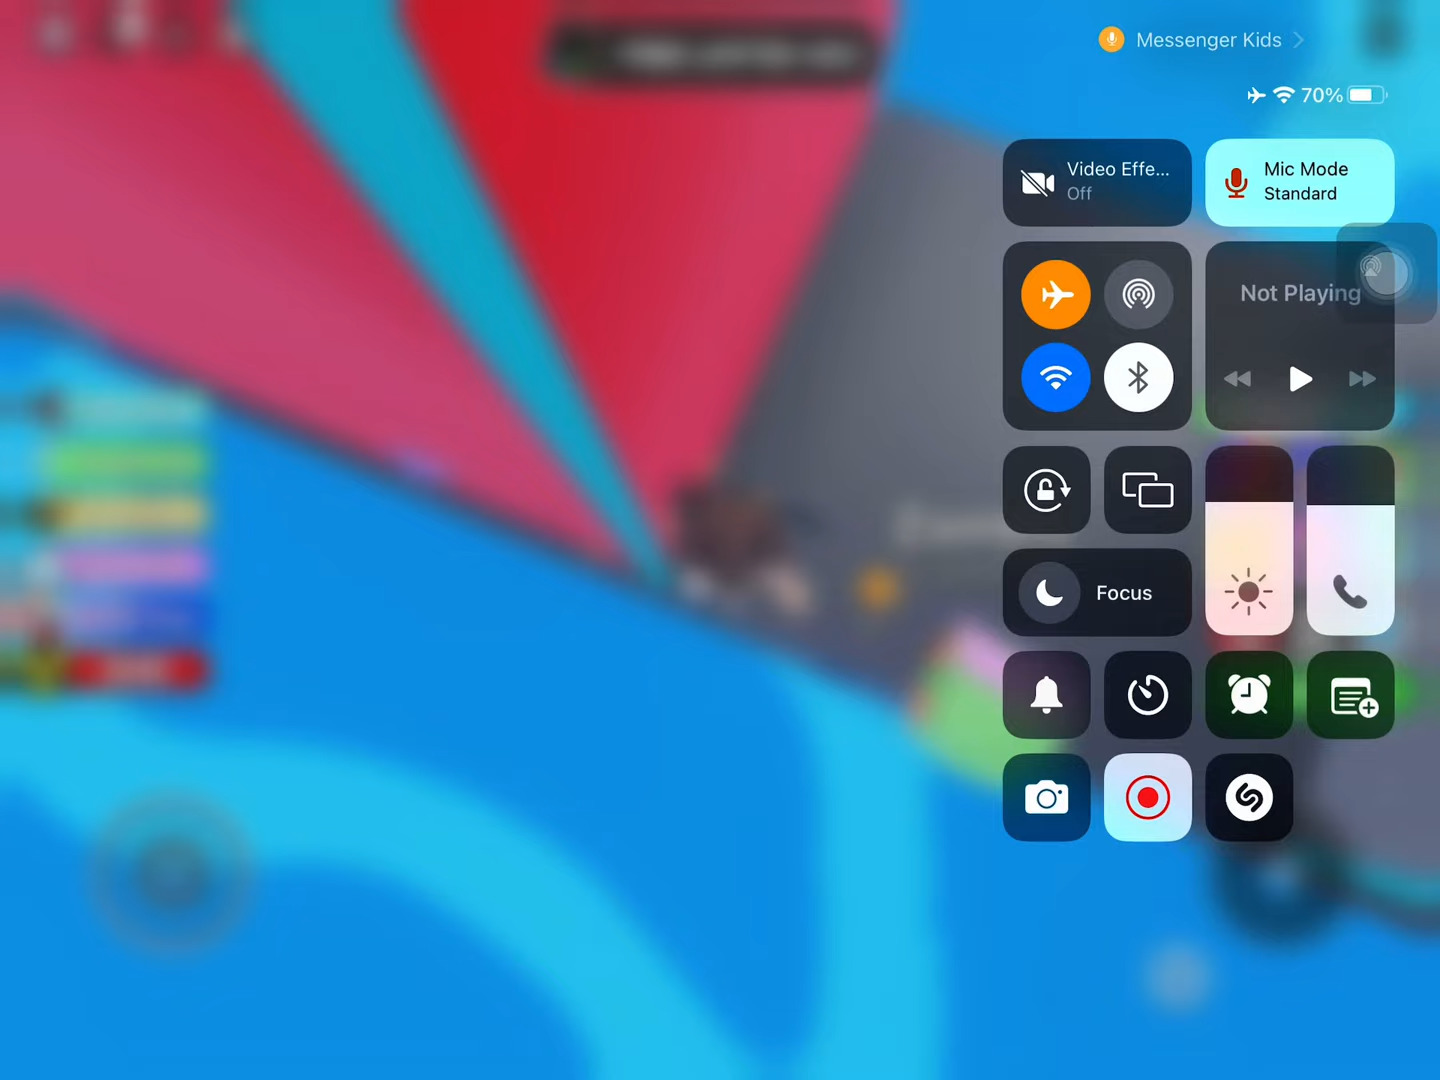 Messenger Kids
70%
Video Effe...
Off
Mic Mode
Standard
Not Playing
Focus